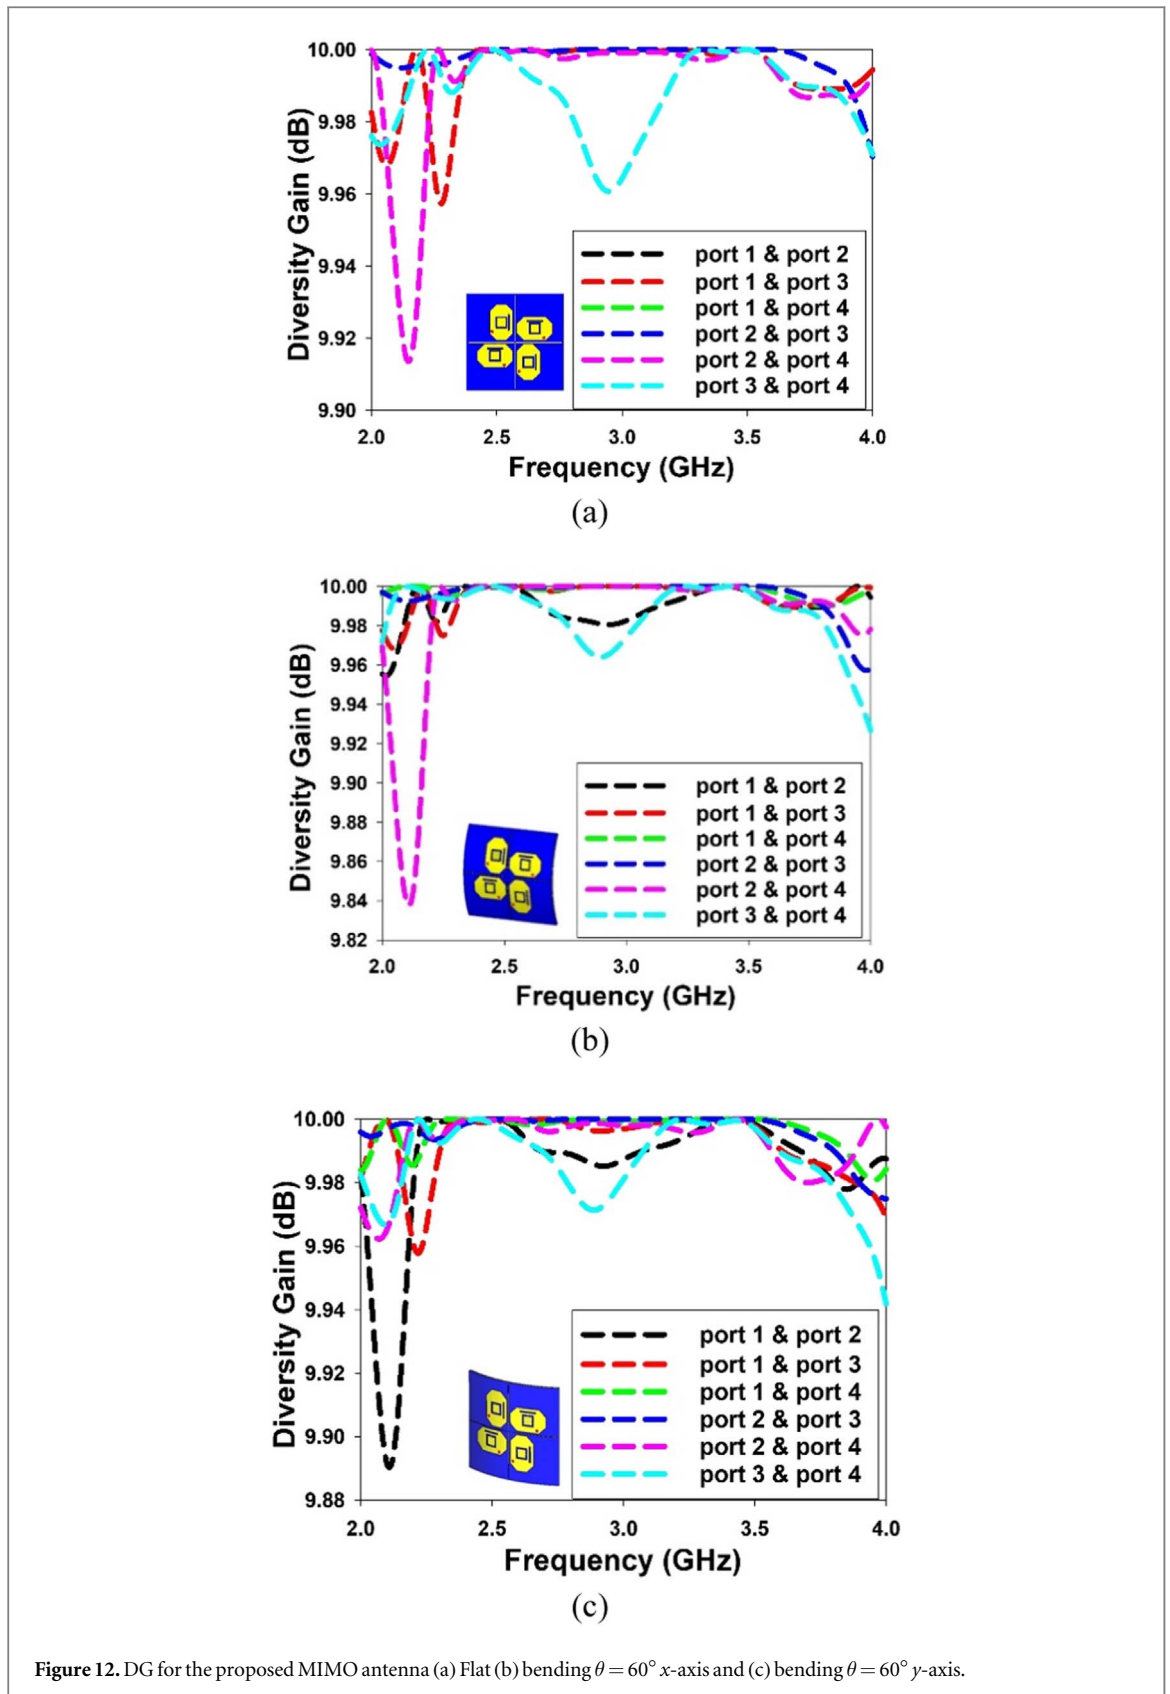 10.00
9.98
9.96
9.94
9.92
9.90
Diversity Gain (dB)
port 1 & port 2
port 1 & port 3
port 1 & port 4
port 2 & port 3
port 2 & port 4
port 3 & port 4
2.0 2.5 3.0 3.5 4.0
Frequency (GHz)
(a)
10.00
9.98
9.96
9.94
9.92
9.90
9.88
9.86
9.84
9.82
Diversity Gain (dB)
port 1 & port 2
port 1 & port 3
port 1 & port 4
port 2 & port 3
port 2 & port 4
port 3 & port 4
2.0 2.5 3.0 3.5 4.0
Frequency (GHz)
(b)
10.00
9.98
9.96
9.94
9.92
9.90
9.88
Diversity Gain (dB)
port 1 & port 2
port 1 & port 3
port 1 & port 4
port 2 & port 3
port 2 & port 4
port 3 & port 4
2.0 2.5 3.0 3.5 4.0
Frequency (GHz)
(c)
Figure 12. DG for the proposed MIMO antenna (a) Flat (b) bending θ = 60° x-axis and (c) bending θ = 60° y-axis.